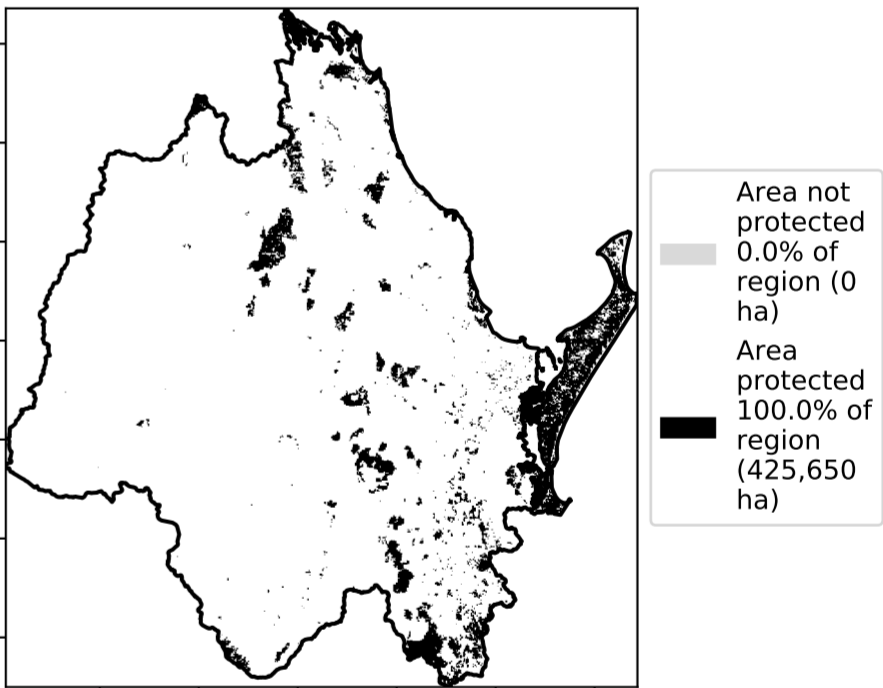 Area not
protected
0.0% of
region (0
ha)
Area
protected
100.0% of
region
(425,650
ha)